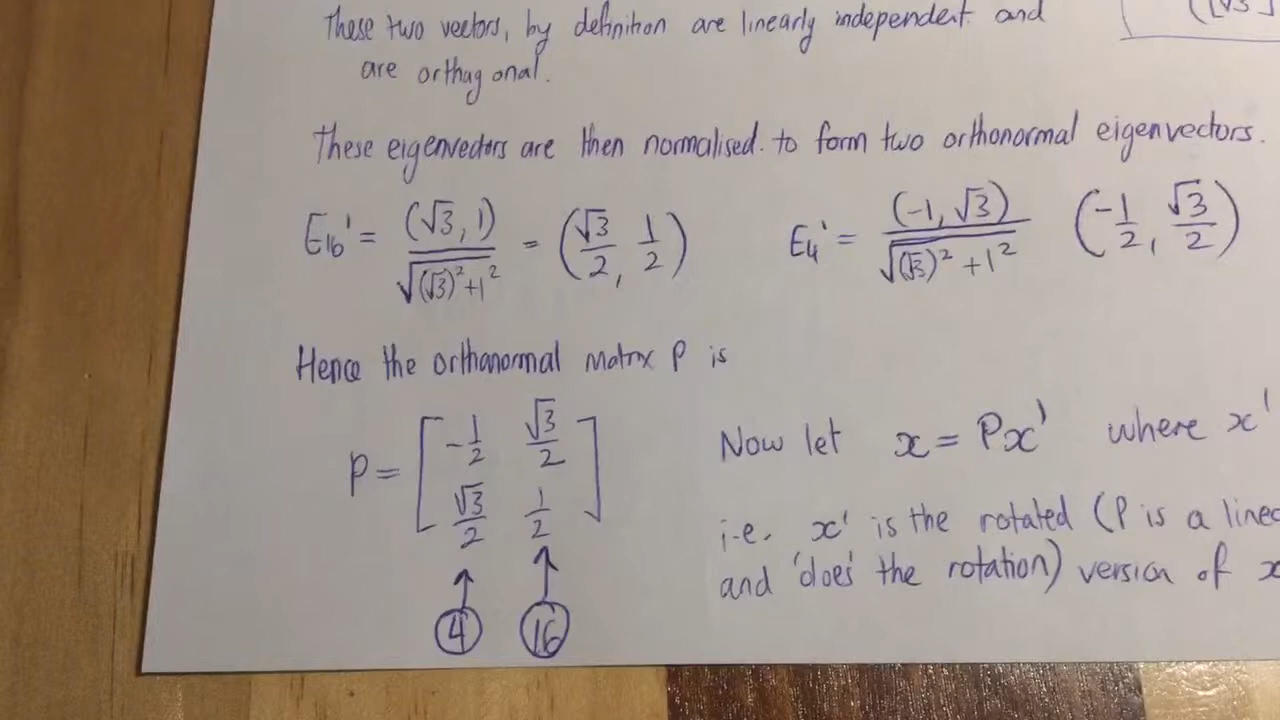 These two vectors, by definition are linearly independent and
are orthagonal.
These eigenvectors are then normalised. to form two orthonormal eigenvectors.
E₁₆' = (√3, 1) / √((√3)²+1²) = (√3/2, 1/2)
E₄' = (-1, √3) / √((√3)²+1²) (-1/2, √3/2)
Hence the orthanormal matrix P is
P = [-1/2 √3/2
√3/2 1/2]
4 16
Now let x = Px' where x'
i.e. x' is the rotated (P is a
and 'does' the rotation) version of x